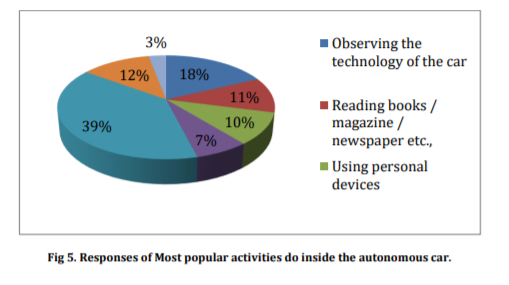 3%
18%
12%
11%
10%
39%
7%
Observing the
technology of the car
Reading books /
magazine /
newspaper etc.,
Using personal
devices
Fig 5. Responses of Most popular activities do inside the autonomous car.